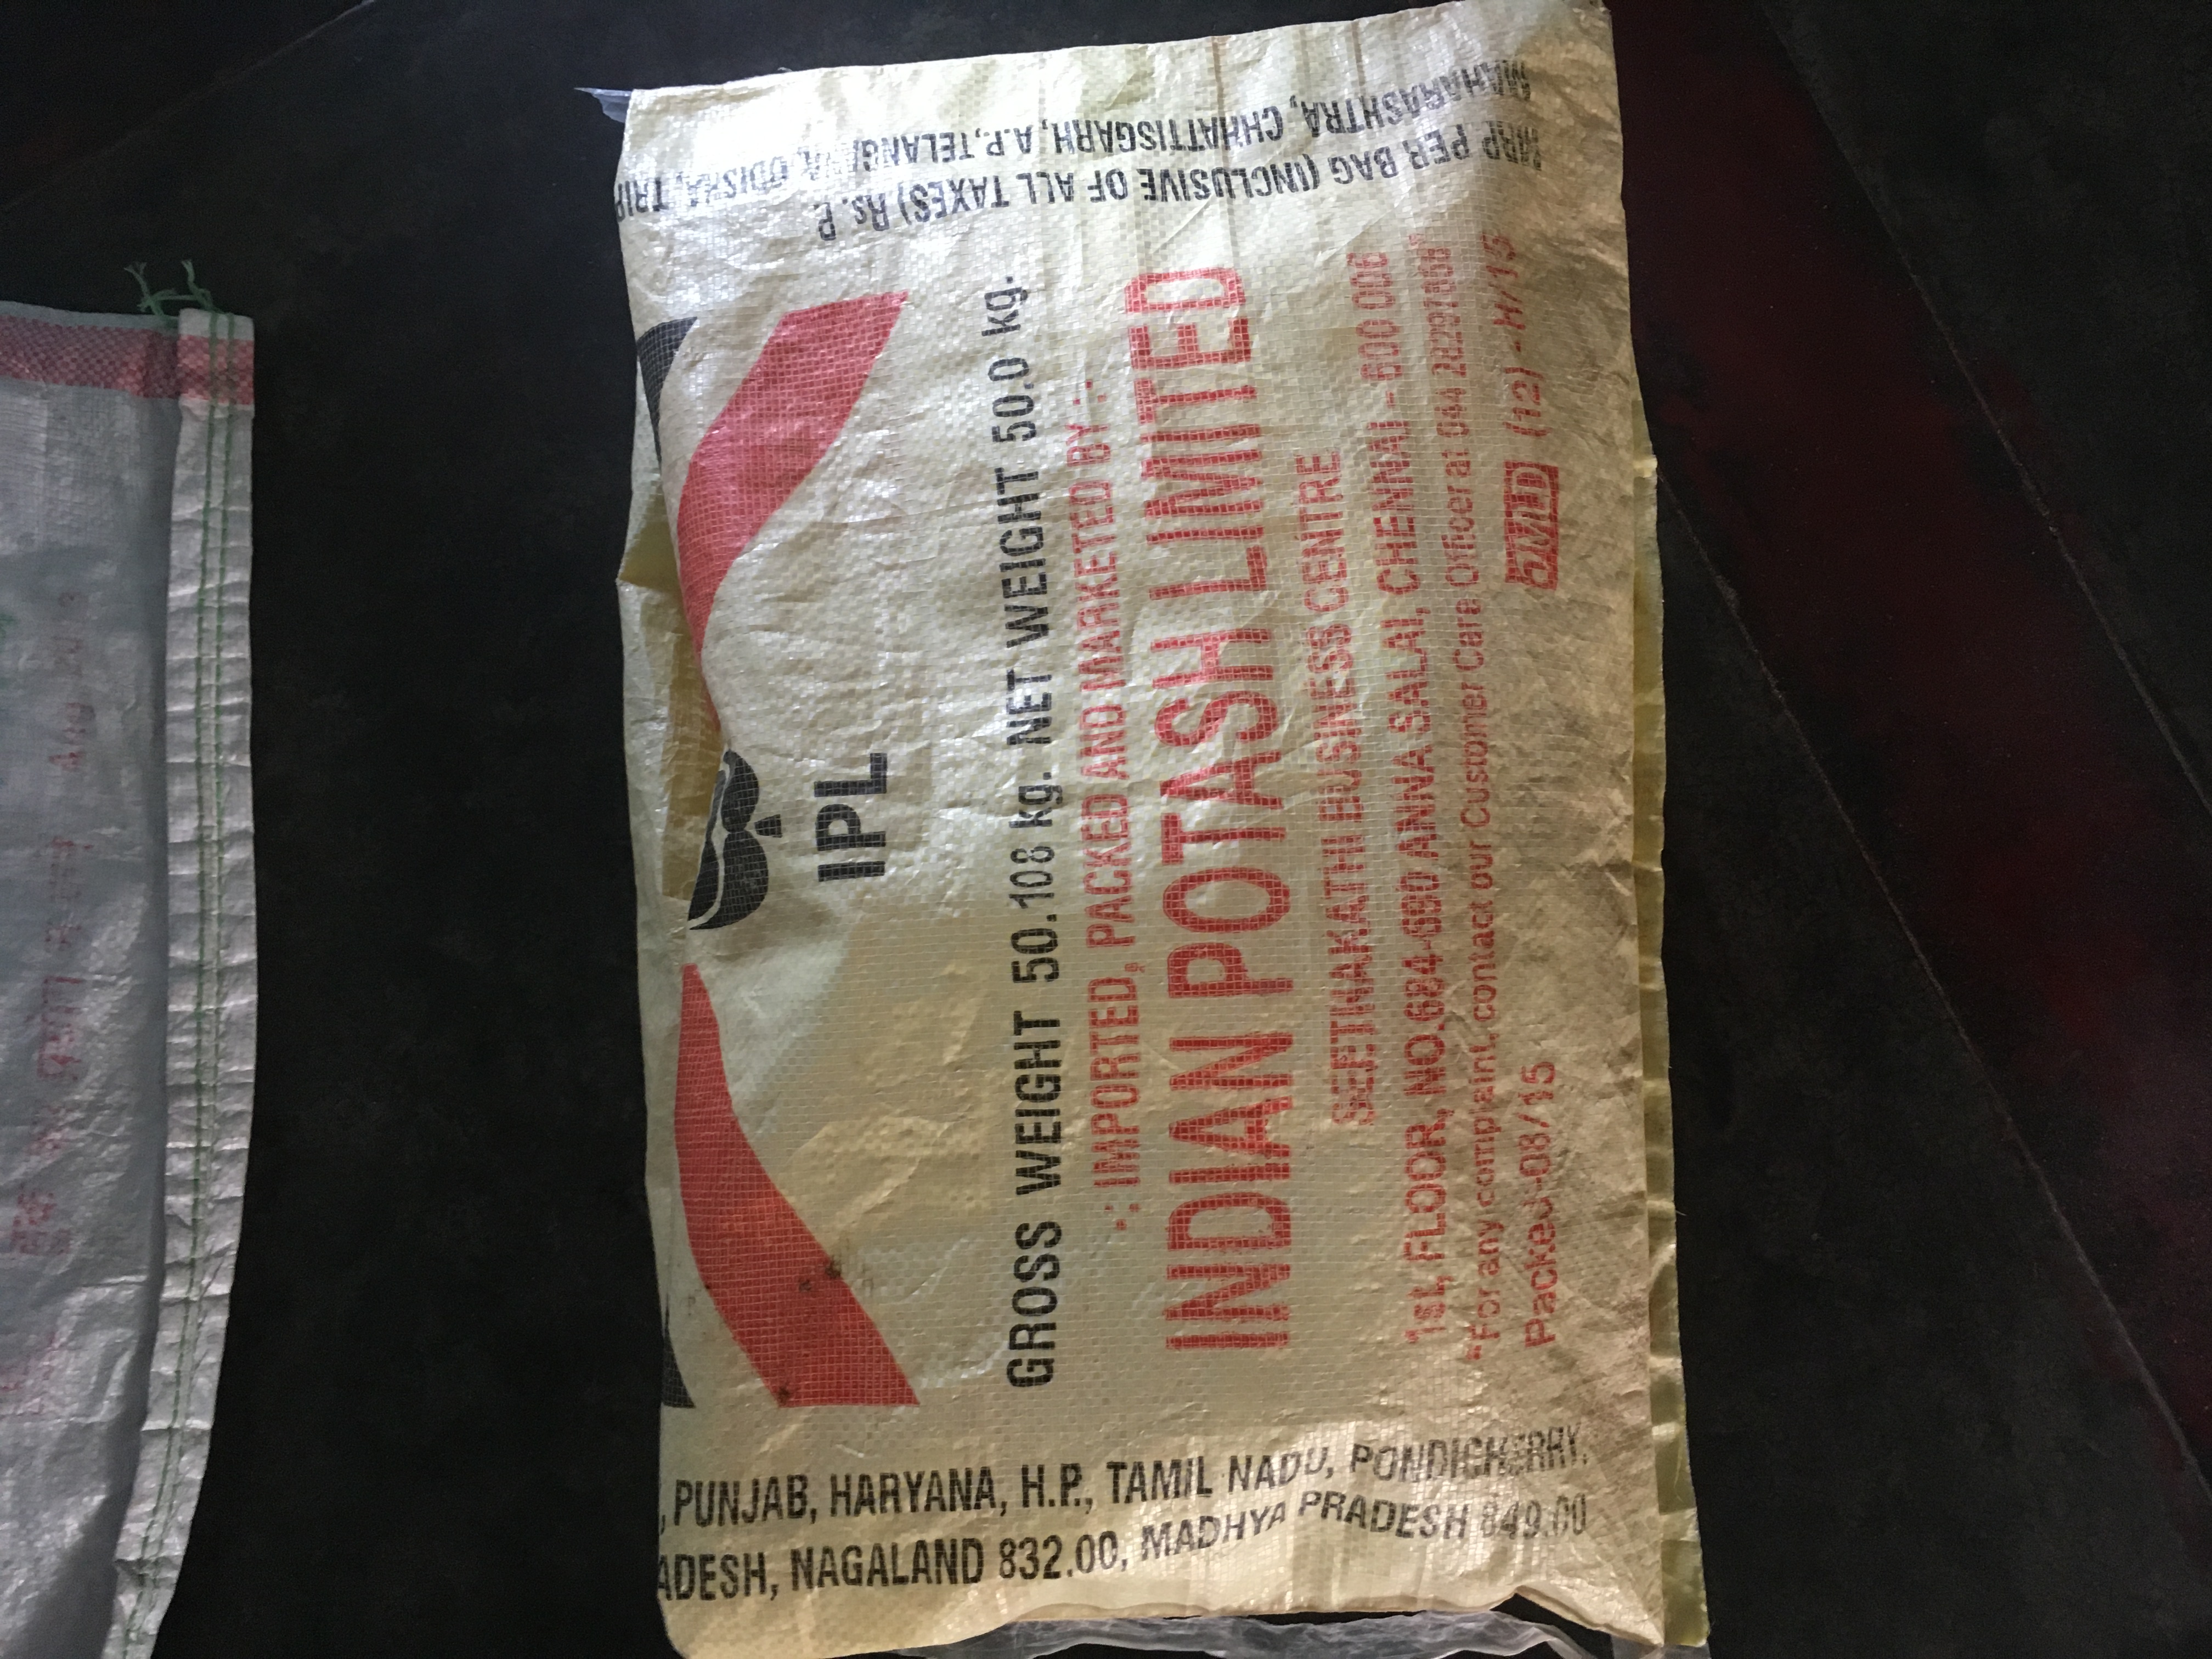 IPL
GROSS WEIGHT 50.108 kg. NET WEIGHT 50.0 kg.
:· IMPORTED, PACKED AND MARKETED BY ·:
INDIAN POTASH LIMITED
SEETHAKATHI BUSINESS CENTRE
1st, FLOOR, NO.684-690 ANNA SALAI, CHENNAI - 600 006
"For any complaint, contact our Customer Care Officer at 044
Packed-08/15 (12) - H/15
, PUNJAB, HARYANA, H.P., TAMIL NADU, PONDICHERRY,
ADESH, NAGALAND 832.00, MADHYA PRADESH 849.00
MRP PER BAG (INCLUSIVE OF ALL TAXES) Rs. P.
MAHARASHTRA, CHHATTISGARH, A.P., TELANGANA, ODISHA, TRIP